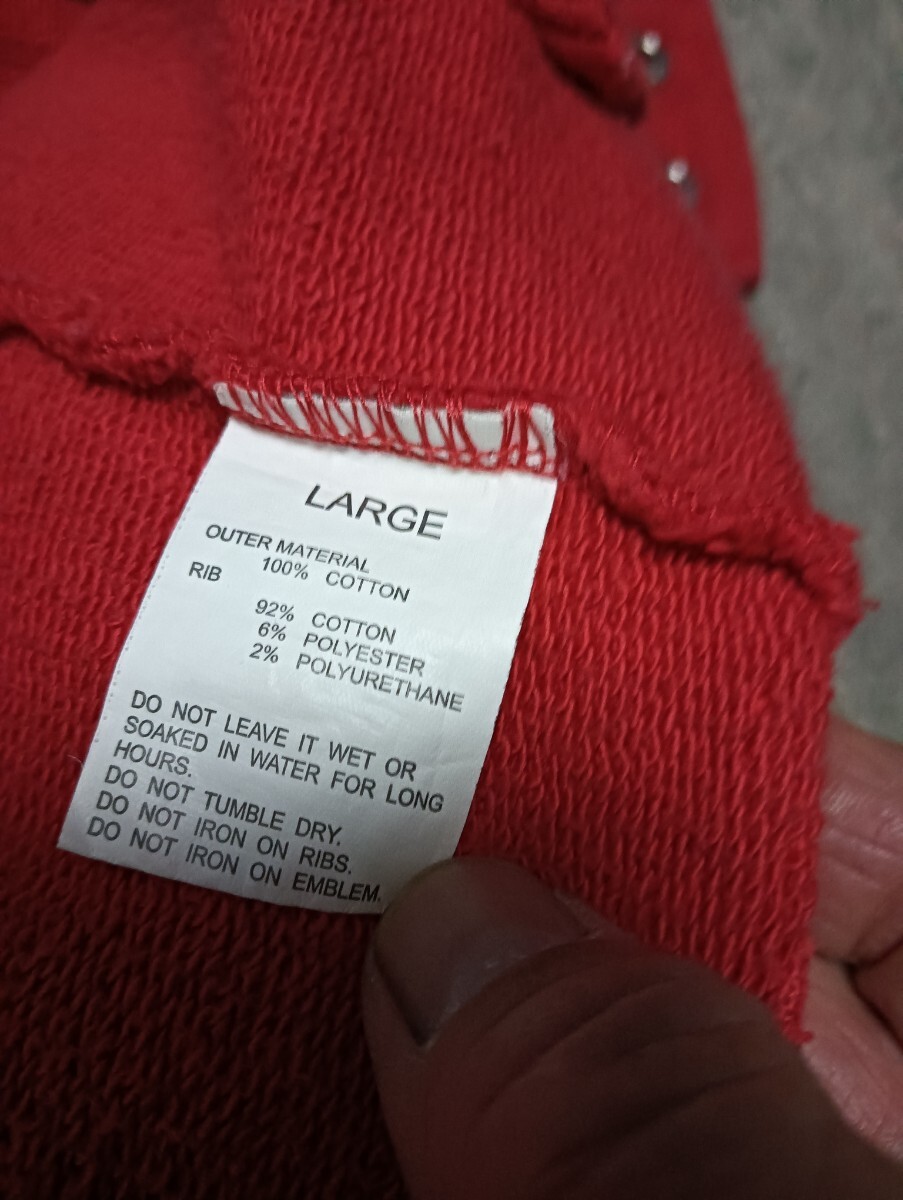 LARGE
OUTER MATERIAL
100% COTTON
RIB
92% COTTON
6% POLYESTER
2% POLYURETHANE
DO NOT LEAVE IT WET OR
SOAKED IN WATER FOR LONG
HOURS.
DO NOT TUMBLE DRY.
DO NOT IRON ON RIBS.
DO NOT IRON ON EMBLEM.